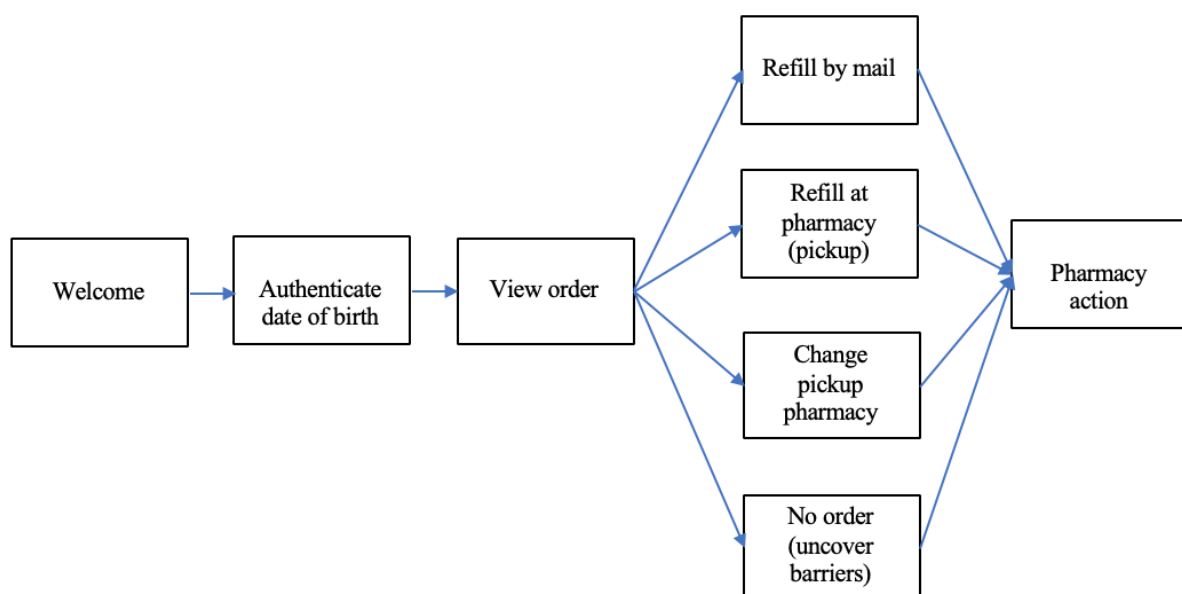 Welcome
Authenticate
date of birth
View order
Refill by mail
Refill at
pharmacy
(pickup)
Change
pickup
pharmacy
No order
(uncover
barriers)
Pharmacy
action